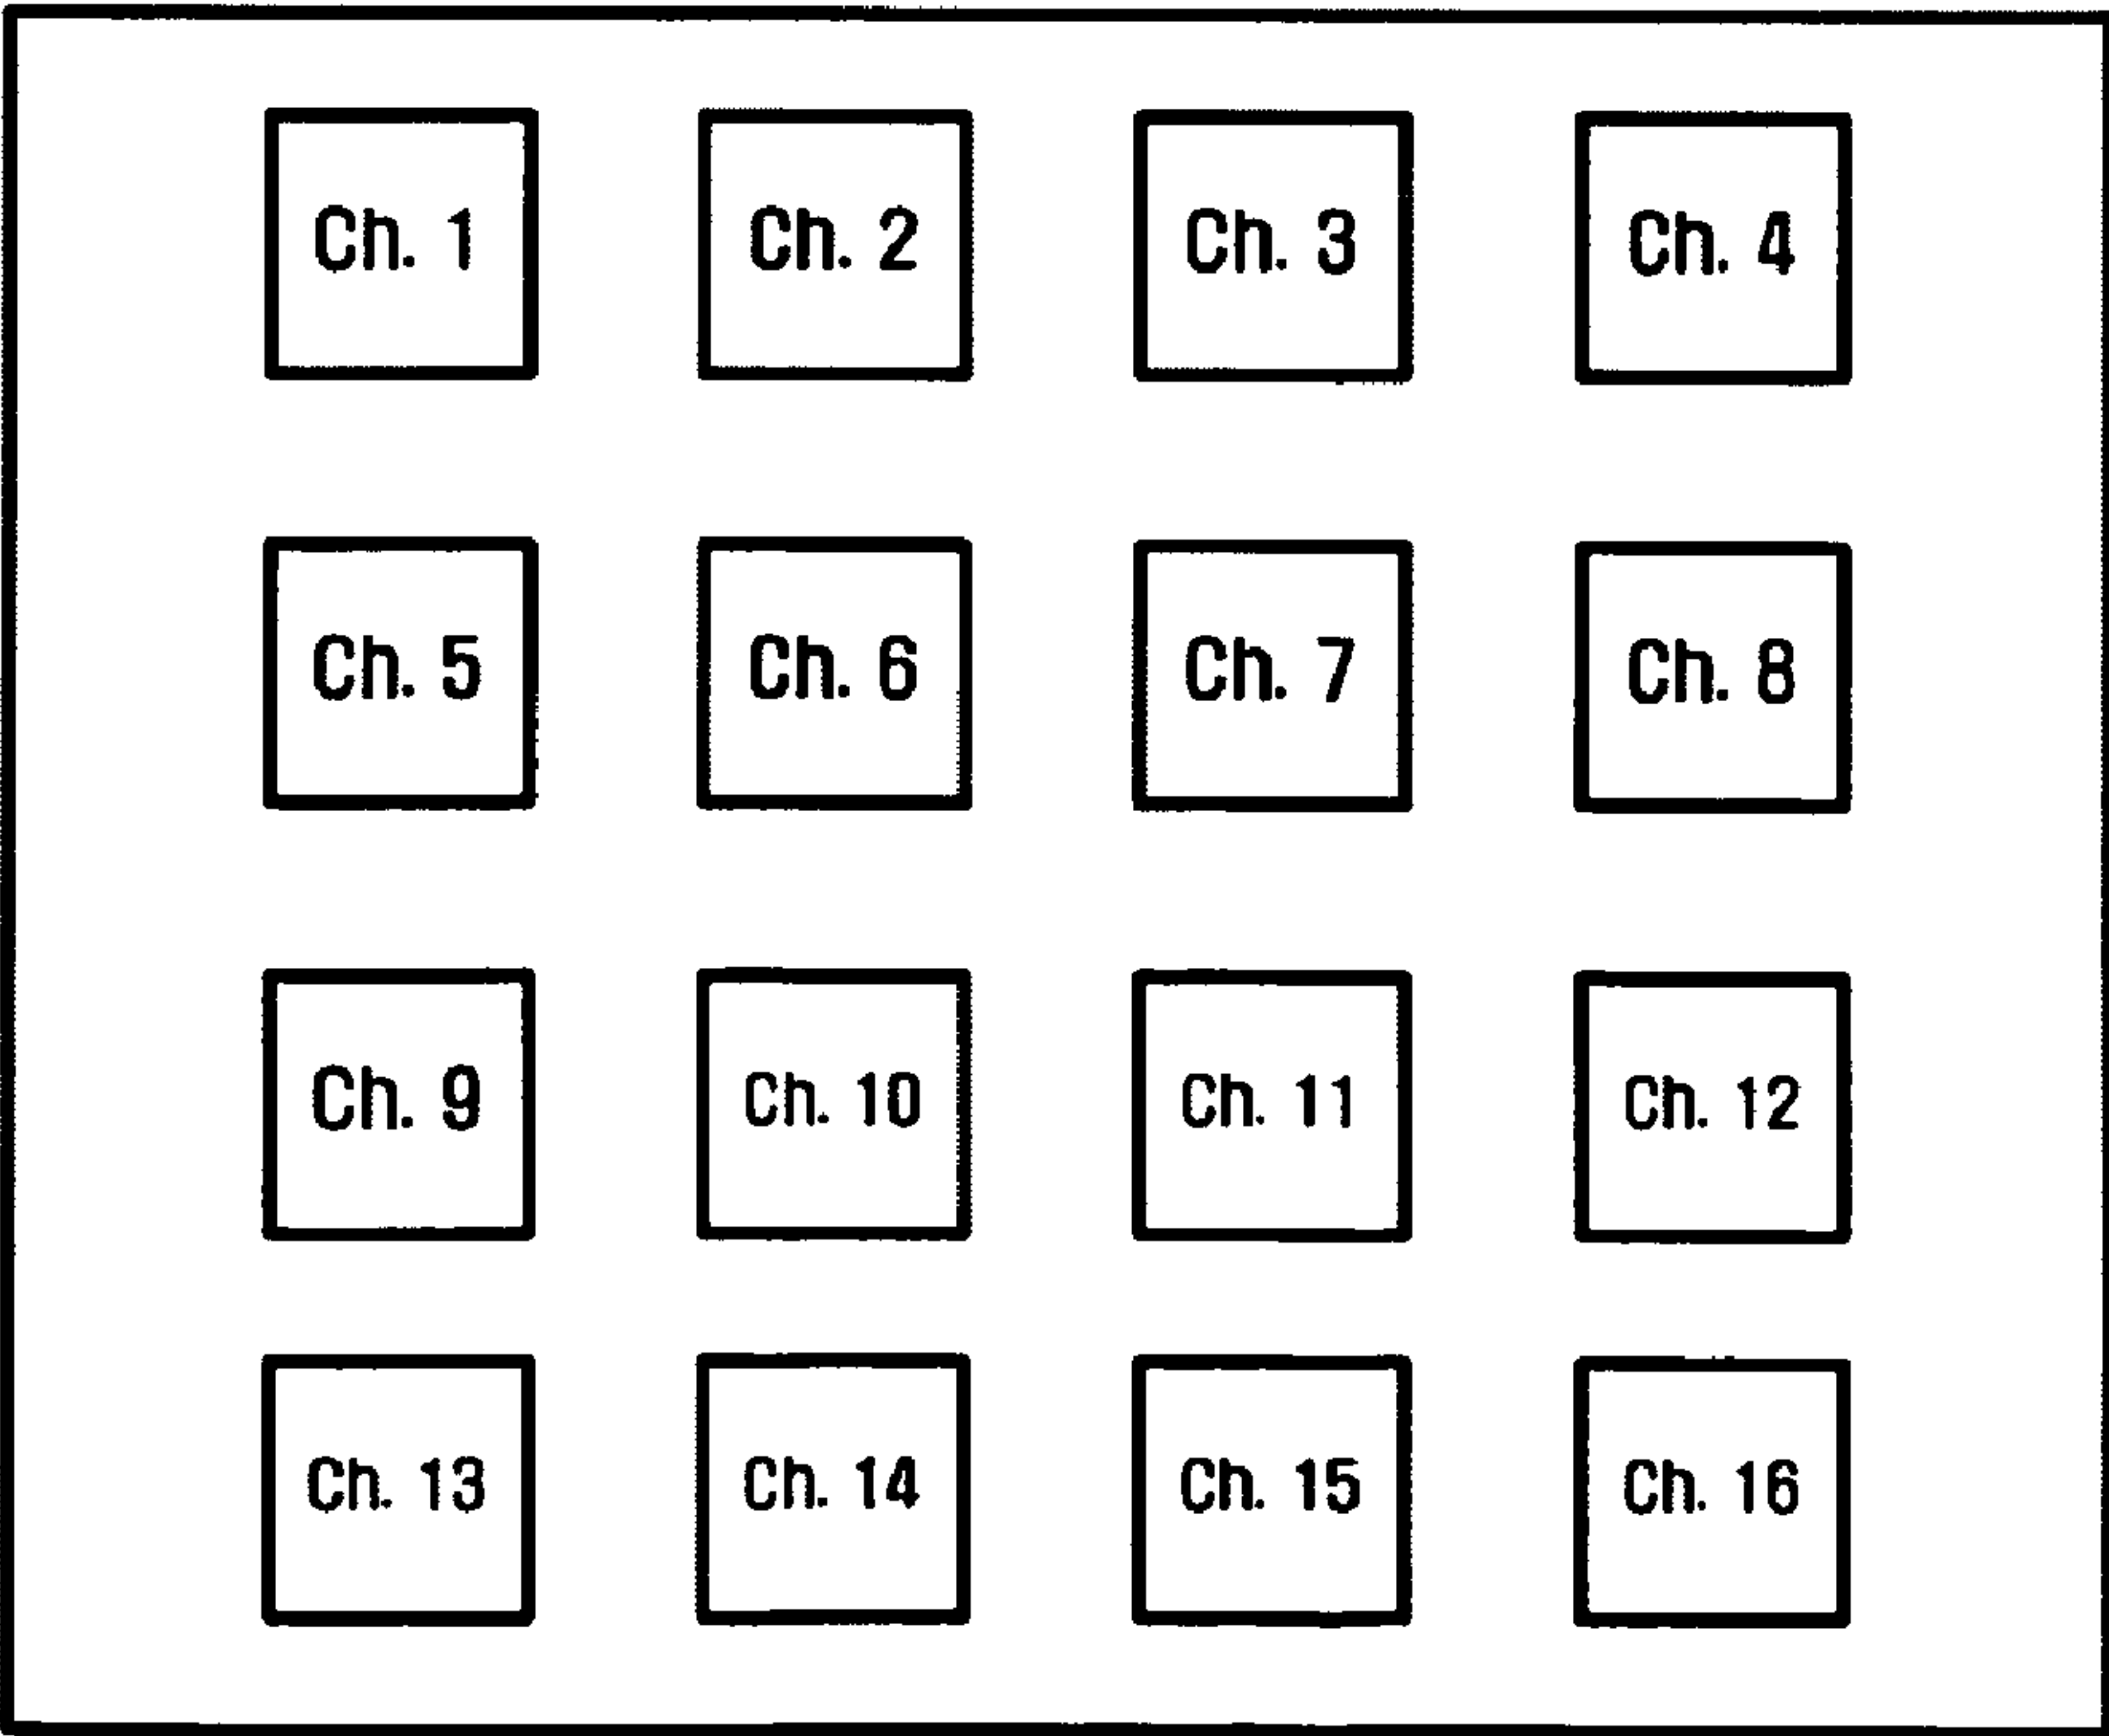 Ch. 1 Ch. 2 Ch. 3 Ch. 4
Ch. 5 Ch. 6 Ch. 7 Ch. 8
Ch. 9 Ch. 10 Ch. 11 Ch. 12
Ch. 13 Ch. 14 Ch. 15 Ch. 16